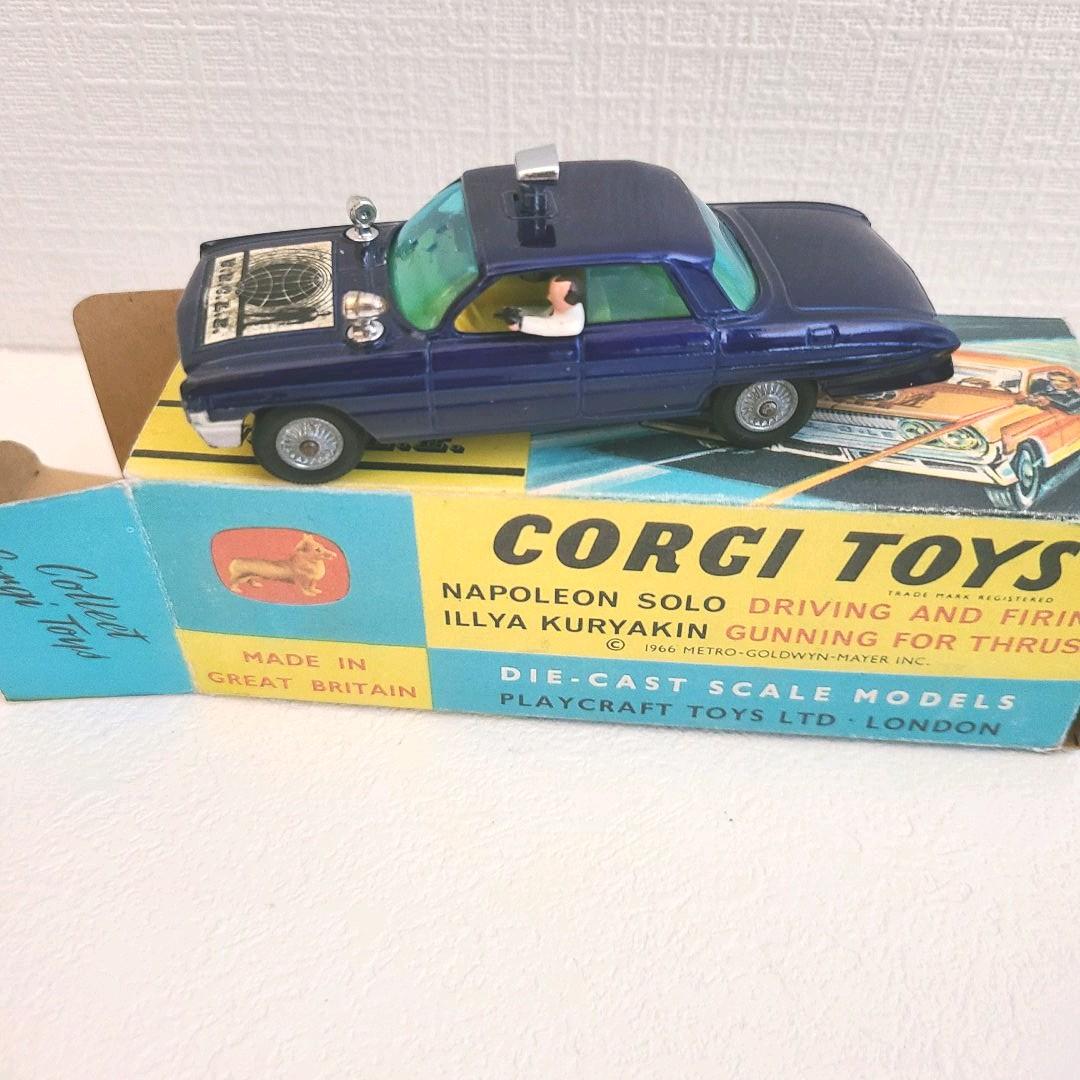 CORGI TOYS
TRADE MARK REGISTERED
NAPOLEON SOLO DRIVING AND FIRIN
ILLYA KURYAKIN GUNNING FOR THRUS
© 1966 METRO-GOLDWYN-MAYER INC.
MADE IN
GREAT BRITAIN
DIE-CAST SCALE MODELS
PLAYCRAFT TOYS LTD · LONDON
Collect
Corgi Toys